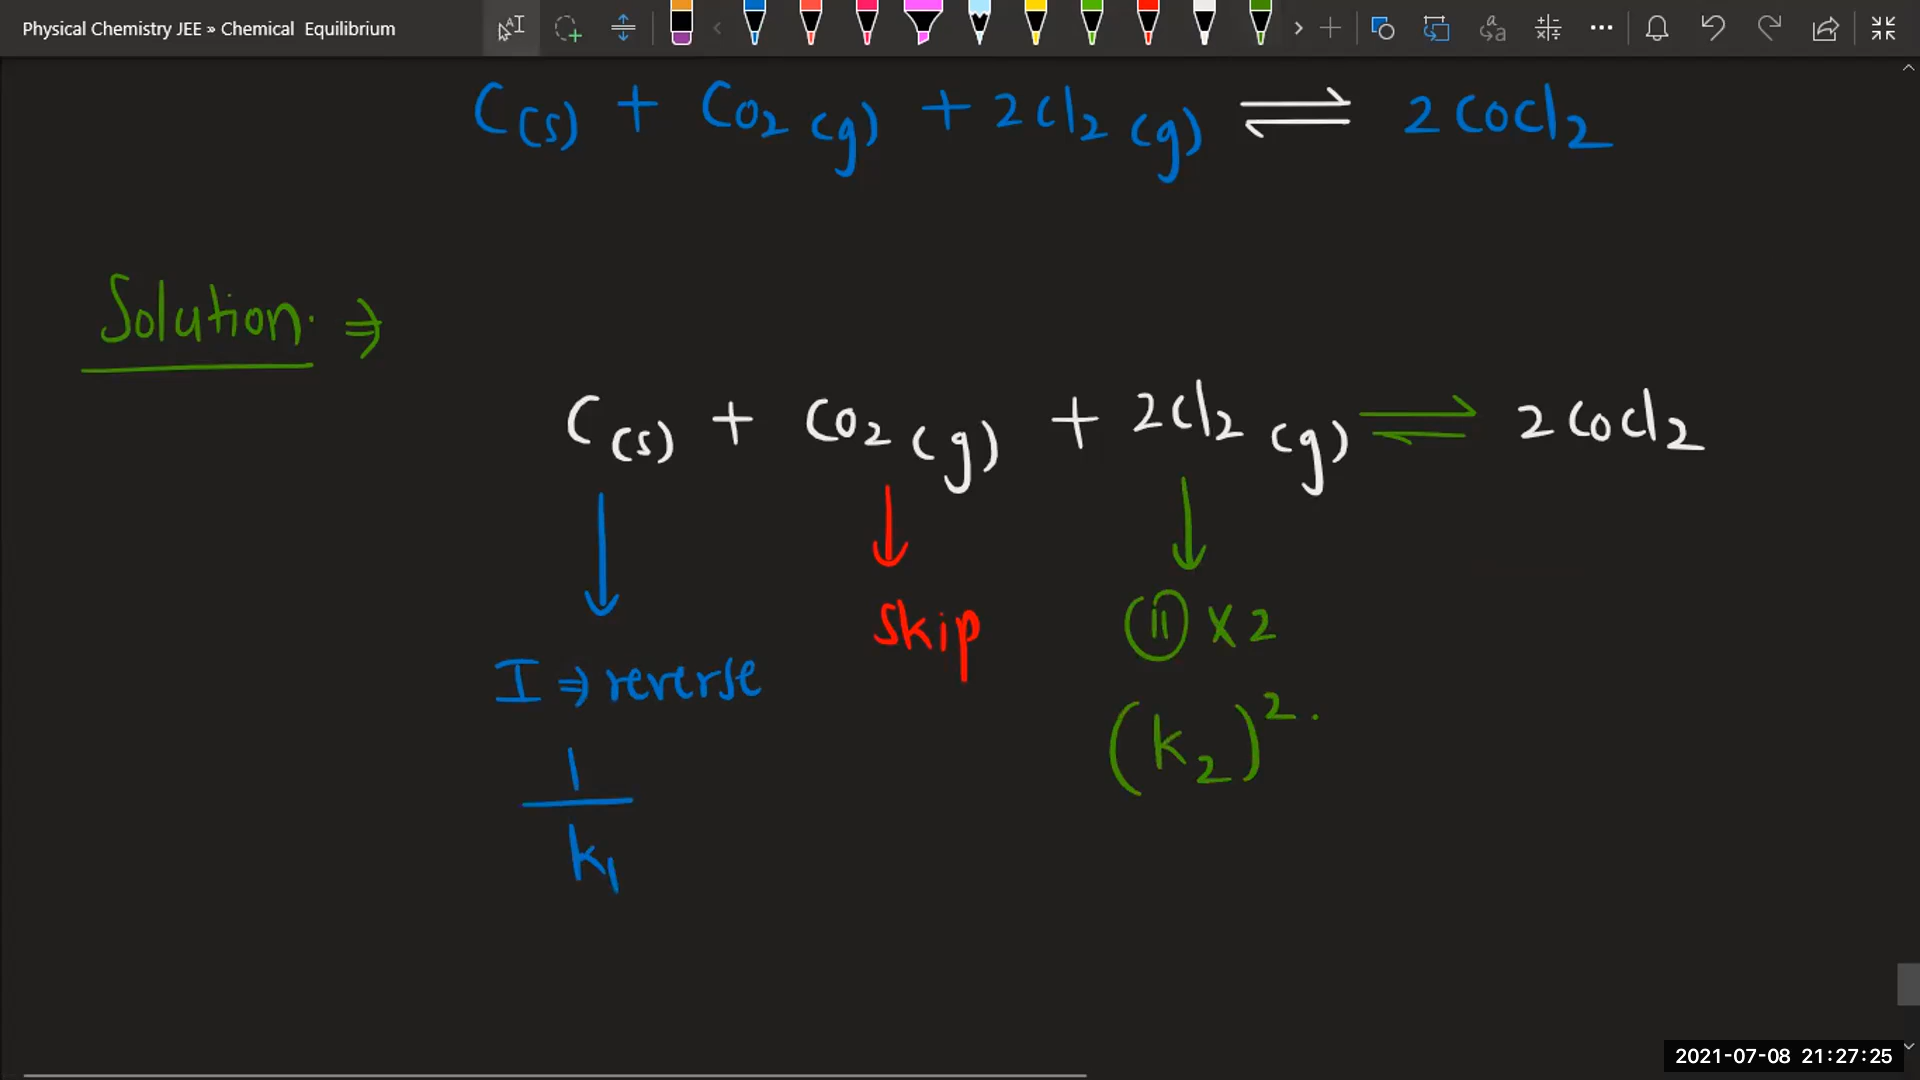 Physical Chemistry JEE » Chemical Equilibrium
C(s) + CO2(g) + 2Cl2(g) ⇌ 2COCl2
Solution. ⇒
C(s) + CO2(g) + 2Cl2(g) ⇌ 2COCl2
I ⇒ reverse
Skip
(II) × 2
1/k1
(k2)^2.
2021-07-08 21:27:25